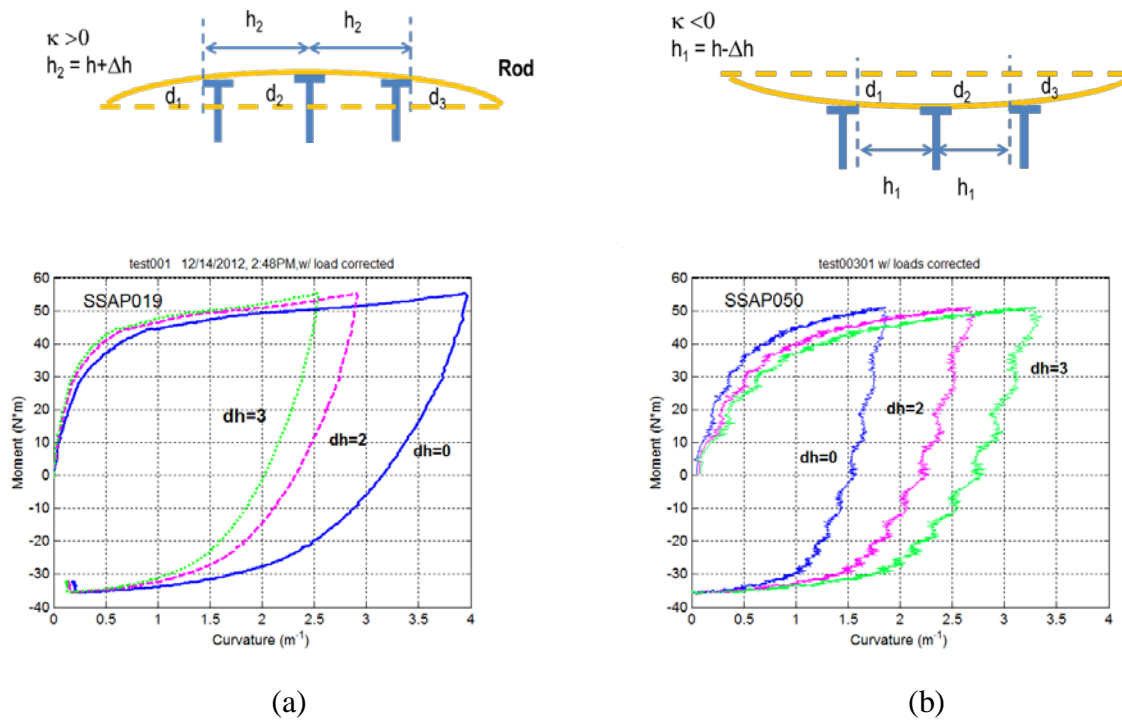 κ >0
h₂ = h+Δh
h₂ h₂
Rod
d₁ d₂ d₃
κ <0
h₁ = h-Δh
d₁ d₂ d₃
h₁ h₁
test001 12/14/2012, 2:48PM,w/ load corrected
SSAP019
Moment (N*m)
60
50
40
30
20
10
0
-10
-20
-30
-40
dh=3
dh=2
dh=0
0 0.5 1 1.5 2 2.5 3 3.5 4
Curvature (m⁻¹)
(a)
test00301 w/ loads corrected
SSAP050
Moment (N*m)
60
50
40
30
20
10
0
-10
-20
-30
-40
dh=3
dh=2
dh=0
0 0.5 1 1.5 2 2.5 3 3.5 4
Curvature (m⁻¹)
(b)